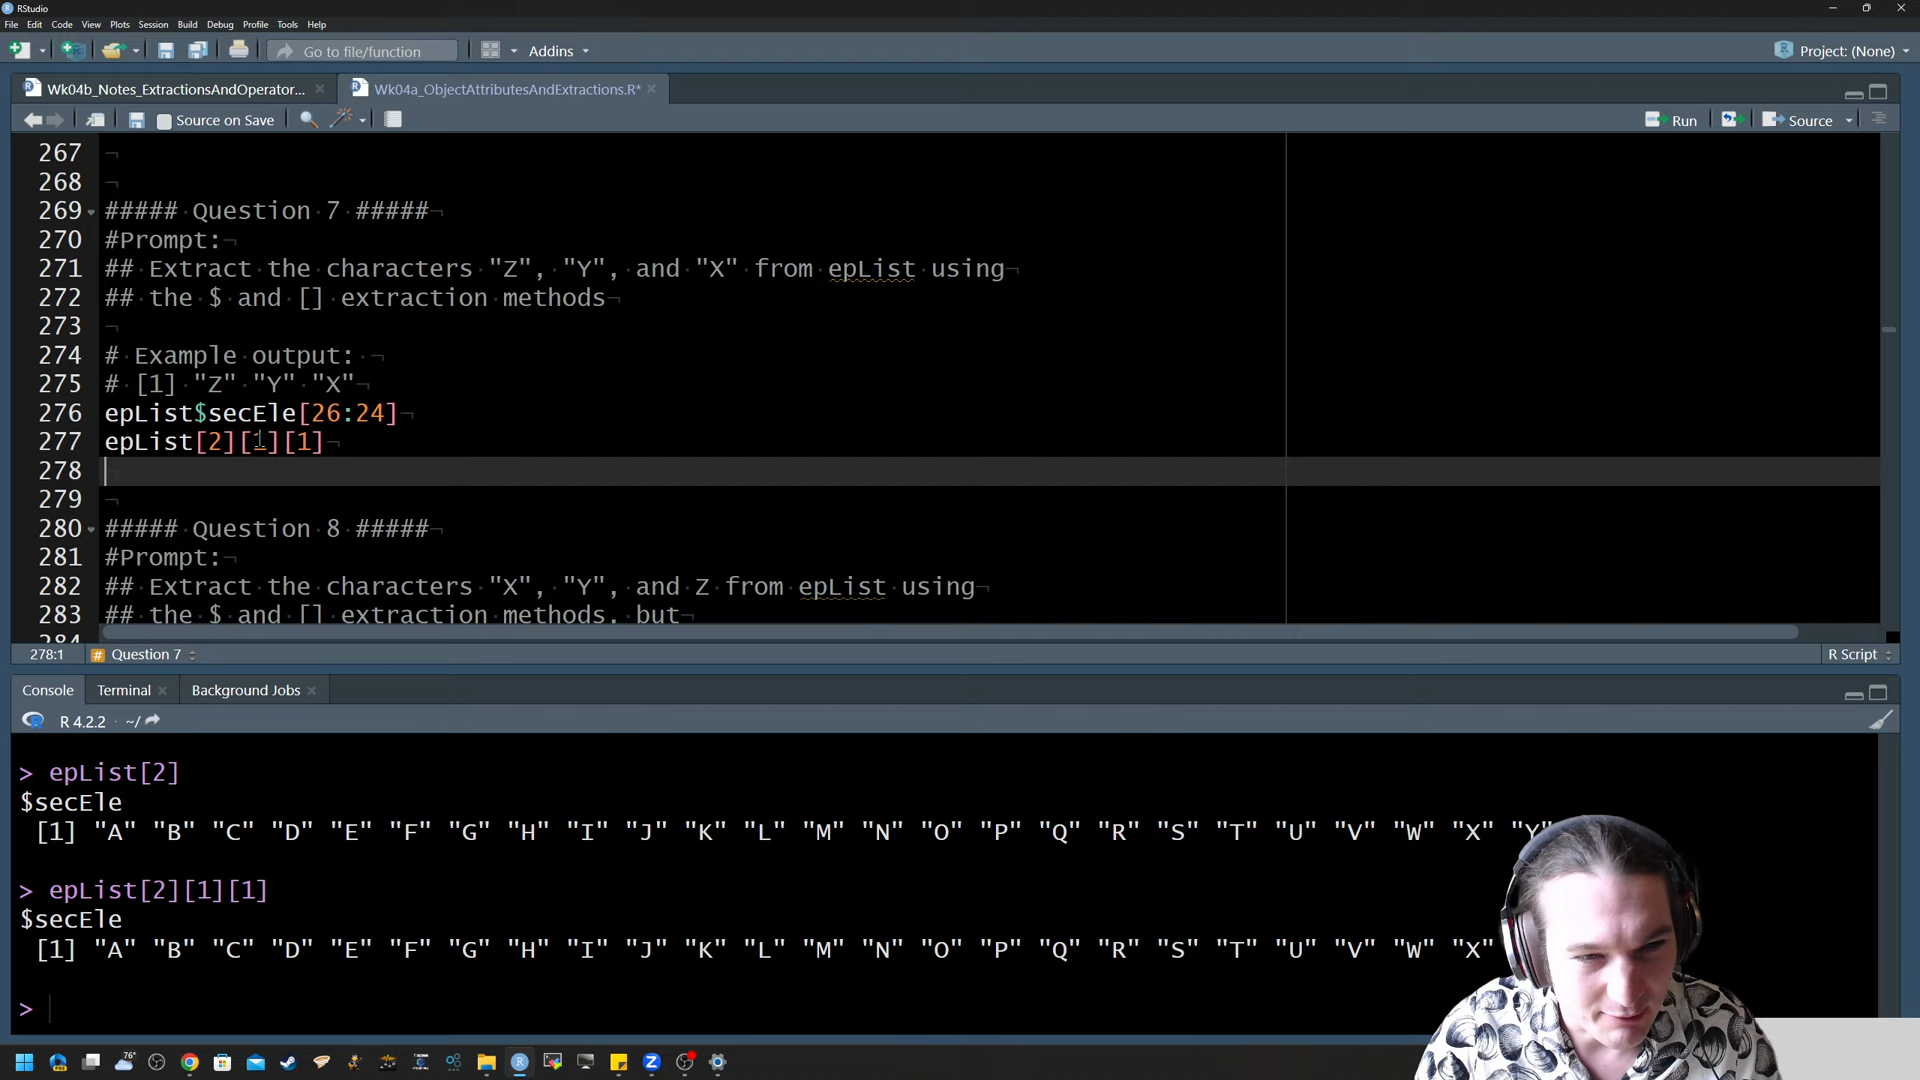 RStudio
File Edit Code View Plots Session Build Debug Profile Tools Help
Go to file/function Addins Project: (None)
Wk04b_Notes_ExtractionsAndOperator... Wk04a_ObjectAttributesAndExtractions.R*
Source on Save Run Source
267 ¬
268 ¬
269 ##### Question 7 #####¬
270 #Prompt:¬
271 ## Extract the characters "Z", "Y", and "X" from epList using¬
272 ## the $ and [] extraction methods¬
273 ¬
274 # Example output: ¬
275 # [1] "Z" "Y" "X"¬
276 epList$secEle[26:24]¬
277 epList[2][1][1]¬
278 ¬
279 ¬
280 ##### Question 8 #####¬
281 #Prompt:¬
282 ## Extract the characters "X", "Y", and Z from epList using¬
283 ## the $ and [] extraction methods, but¬
284
278:1 # Question 7 R Script
Console Terminal Background Jobs
R 4.2.2 · ~/
> epList[2]
$secEle
[1] "A" "B" "C" "D" "E" "F" "G" "H" "I" "J" "K" "L" "M" "N" "O" "P" "Q" "R" "S" "T" "U" "V" "W" "X" "Y"
> epList[2][1][1]
$secEle
[1] "A" "B" "C" "D" "E" "F" "G" "H" "I" "J" "K" "L" "M" "N" "O" "P" "Q" "R" "S" "T" "U" "V" "W" "X"
>
76°